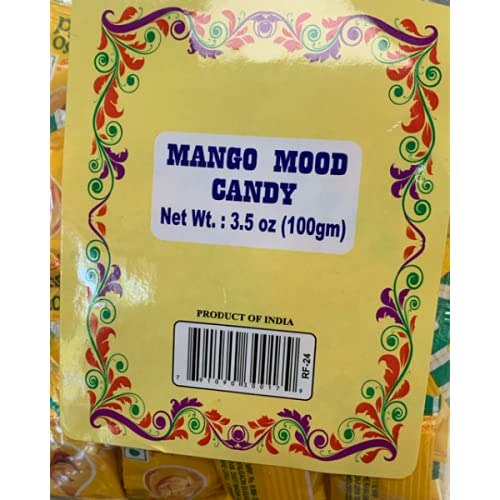 MANGO MOOD
CANDY
Net Wt. : 3.5 oz (100gm)
PRODUCT OF INDIA
RF-24